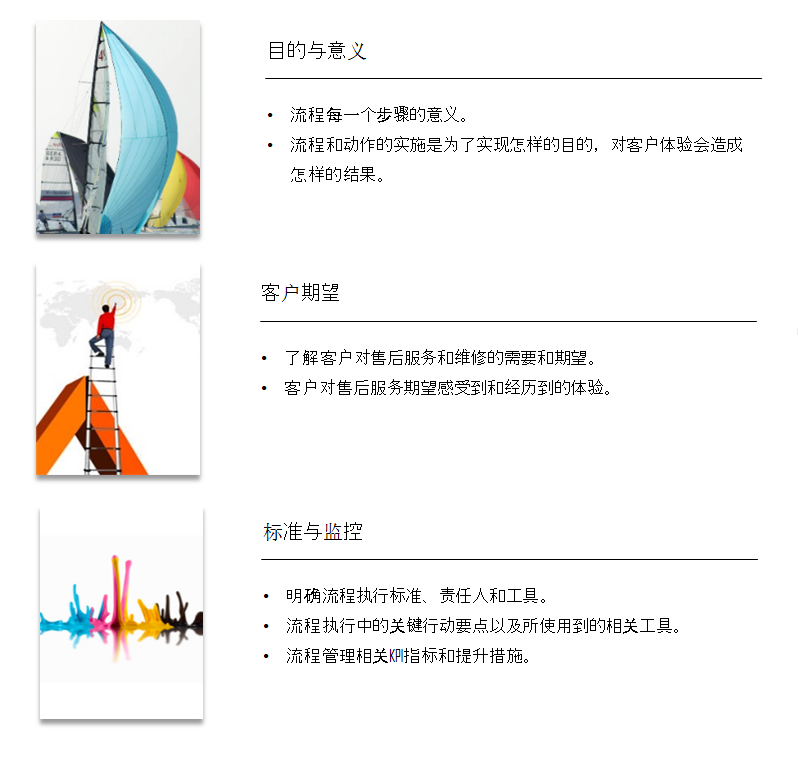 目的与意义
• 流程每一个步骤的意义。
• 流程和动作的实施是为了实现怎样的目的，对客户体验会造成
怎样的结果。
客户期望
• 了解客户对售后服务和维修的需要和期望。
• 客户对售后服务期望感受到和经历到的体验。
标准与监控
• 明确流程执行标准、责任人和工具。
• 流程执行中的关键行动要点以及所使用到的相关工具。
• 流程管理相关KPI指标和提升措施。